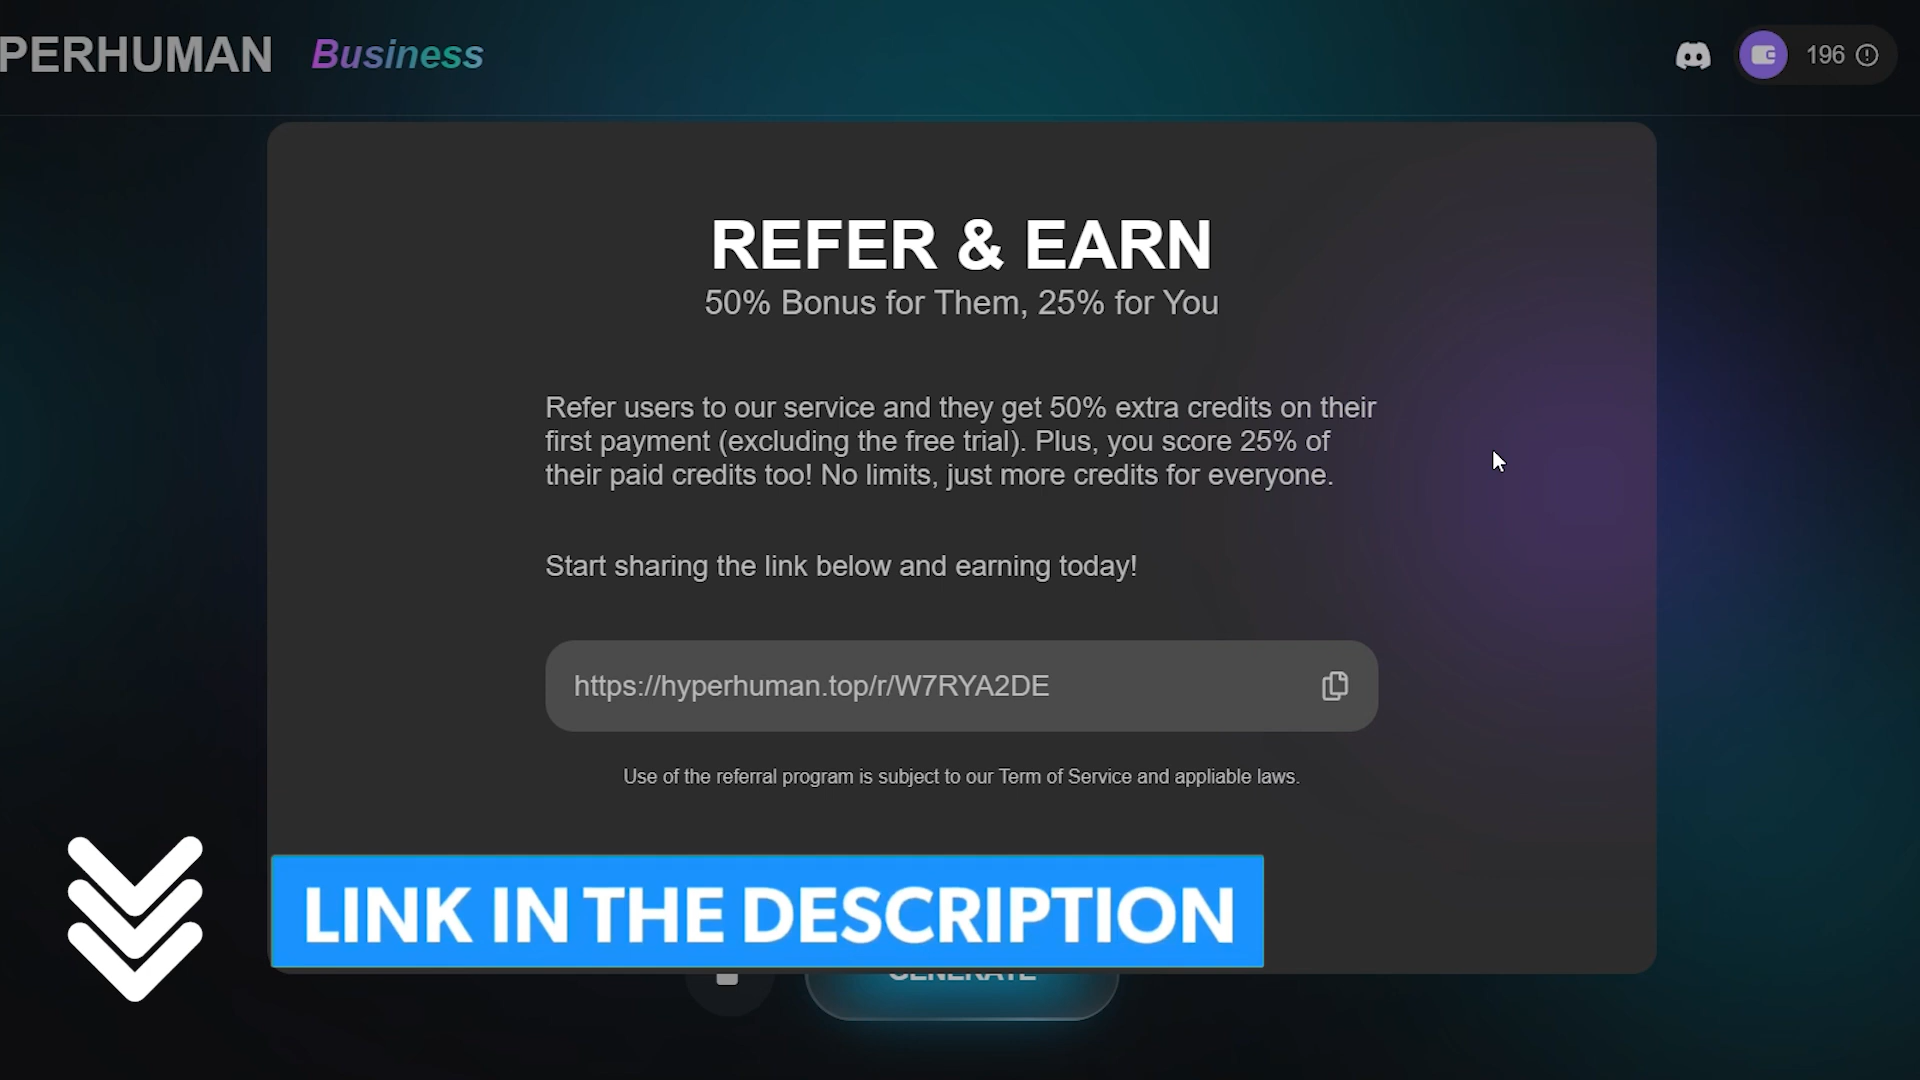 PERHUMAN Business 196
REFER & EARN
50% Bonus for Them, 25% for You
Refer users to our service and they get 50% extra credits on their
first payment (excluding the free trial). Plus, you score 25% of
their paid credits too! No limits, just more credits for everyone.
Start sharing the link below and earning today!
https://hyperhuman.top/r/W7RYA2DE
Use of the referral program is subject to our Term of Service and appliable laws.
LINK IN THE DESCRIPTION
GENERATE